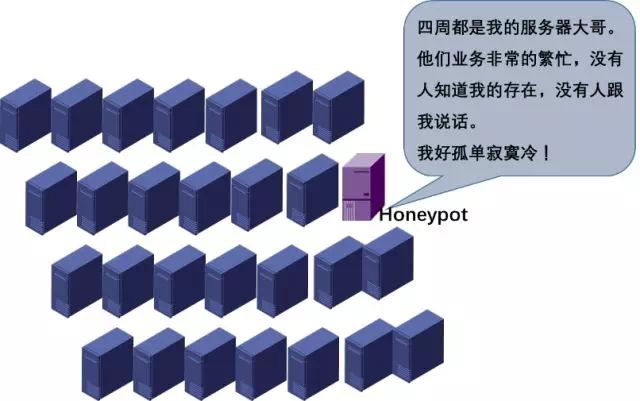 四周都是我的服务器大哥。
他们业务非常的繁忙，没有
人知道我的存在，没有人跟
我说话。
我好孤单寂寞冷！
Honeypot